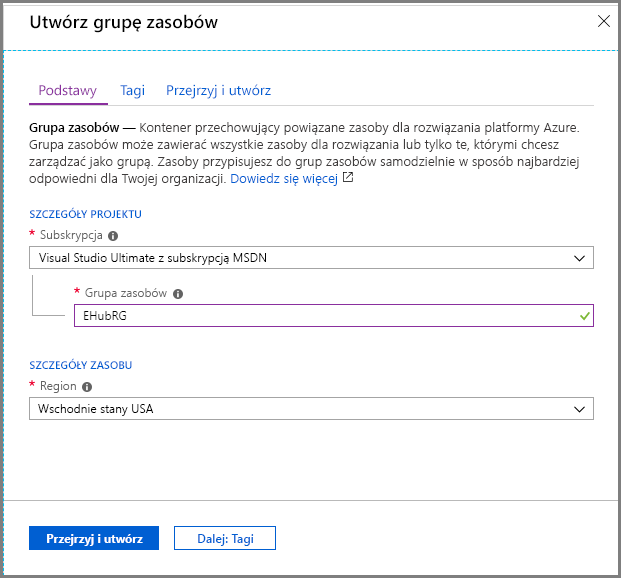 Utwórz grupę zasobów
Podstawy Tagi Przejrzyj i utwórz
Grupa zasobów — Kontener przechowujący powiązane zasoby dla rozwiązania platformy Azure.
Grupa zasobów może zawierać wszystkie zasoby dla rozwiązania lub tylko te, którymi chcesz
zarządzać jako grupą. Zasoby przypisujesz do grup zasobów samodzielnie w sposób najbardziej
odpowiedni dla Twojej organizacji. Dowiedz się więcej
SZCZEGÓŁY PROJEKTU
* Subskrypcja
Visual Studio Ultimate z subskrypcją MSDN
* Grupa zasobów
EHubRG
SZCZEGÓŁY ZASOBU
* Region
Wschodnie stany USA
Przejrzyj i utwórz Dalej: Tagi